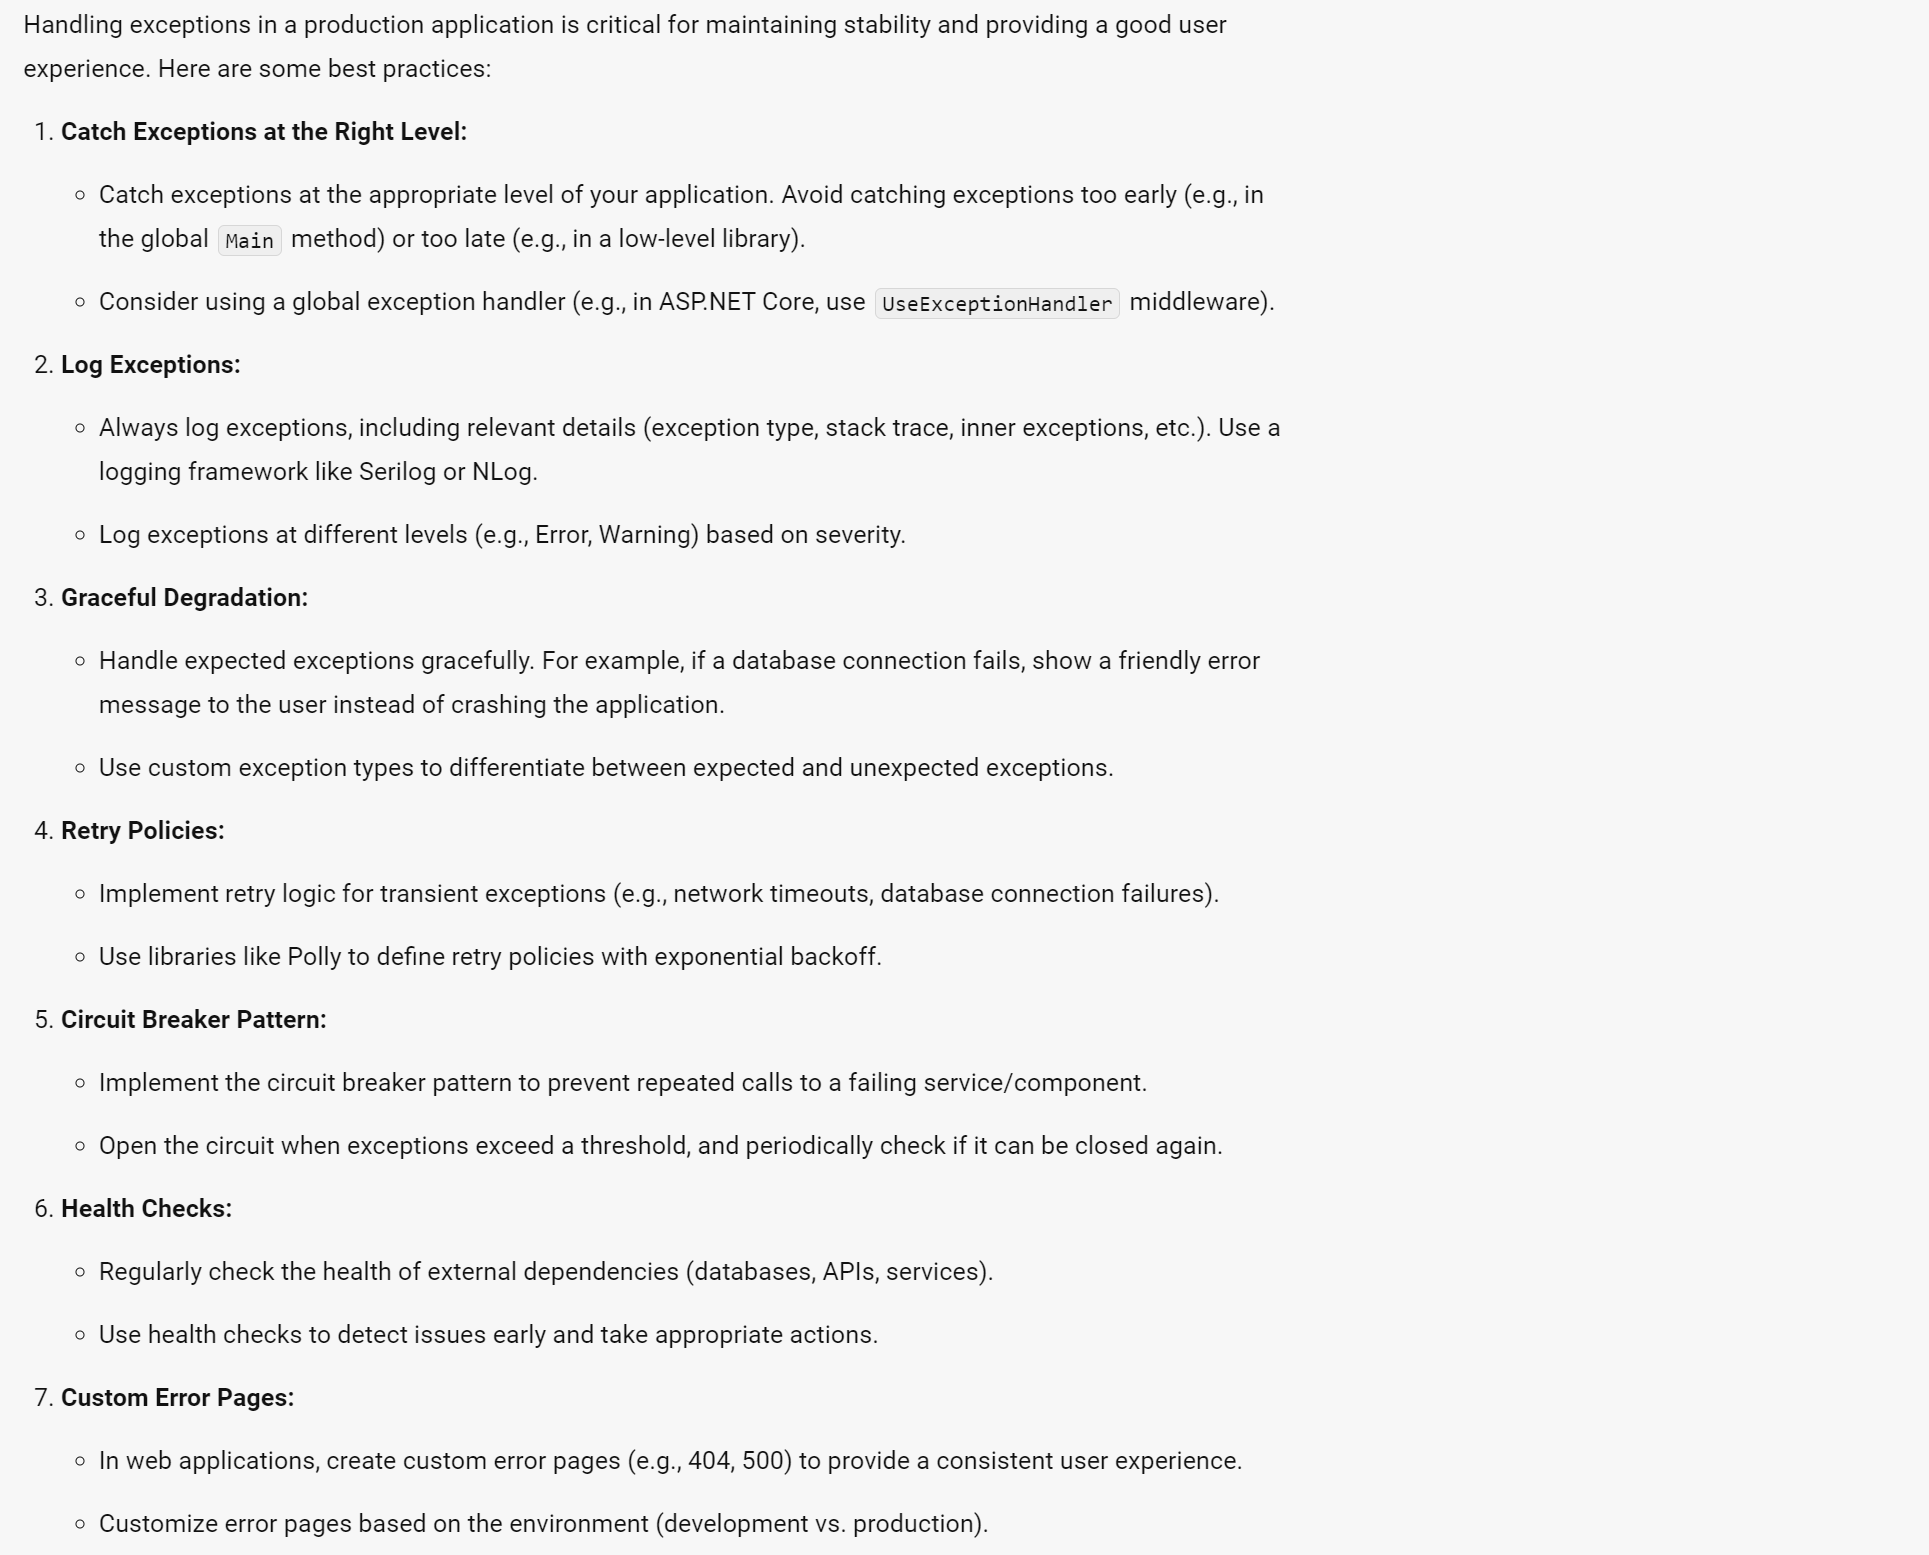 Handling exceptions in a production application is critical for maintaining stability and providing a good user
experience. Here are some best practices:
1. Catch Exceptions at the Right Level:
○ Catch exceptions at the appropriate level of your application. Avoid catching exceptions too early (e.g., in
the global Main method) or too late (e.g., in a low-level library).
○ Consider using a global exception handler (e.g., in ASP.NET Core, use UseExceptionHandler middleware).
2. Log Exceptions:
○ Always log exceptions, including relevant details (exception type, stack trace, inner exceptions, etc.). Use a
logging framework like Serilog or NLog.
○ Log exceptions at different levels (e.g., Error, Warning) based on severity.
3. Graceful Degradation:
○ Handle expected exceptions gracefully. For example, if a database connection fails, show a friendly error
message to the user instead of crashing the application.
○ Use custom exception types to differentiate between expected and unexpected exceptions.
4. Retry Policies:
○ Implement retry logic for transient exceptions (e.g., network timeouts, database connection failures).
○ Use libraries like Polly to define retry policies with exponential backoff.
5. Circuit Breaker Pattern:
○ Implement the circuit breaker pattern to prevent repeated calls to a failing service/component.
○ Open the circuit when exceptions exceed a threshold, and periodically check if it can be closed again.
6. Health Checks:
○ Regularly check the health of external dependencies (databases, APIs, services).
○ Use health checks to detect issues early and take appropriate actions.
7. Custom Error Pages:
○ In web applications, create custom error pages (e.g., 404, 500) to provide a consistent user experience.
○ Customize error pages based on the environment (development vs. production).